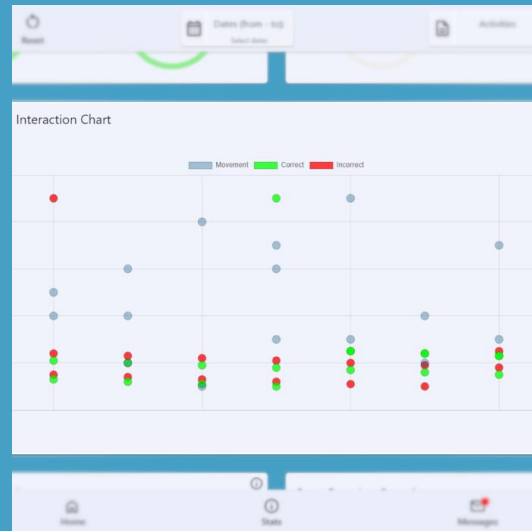 Reset
Dates (from - to)
Select dates
Activities
Interaction Chart
Movement Correct Incorrect
Home
Stats
Messages